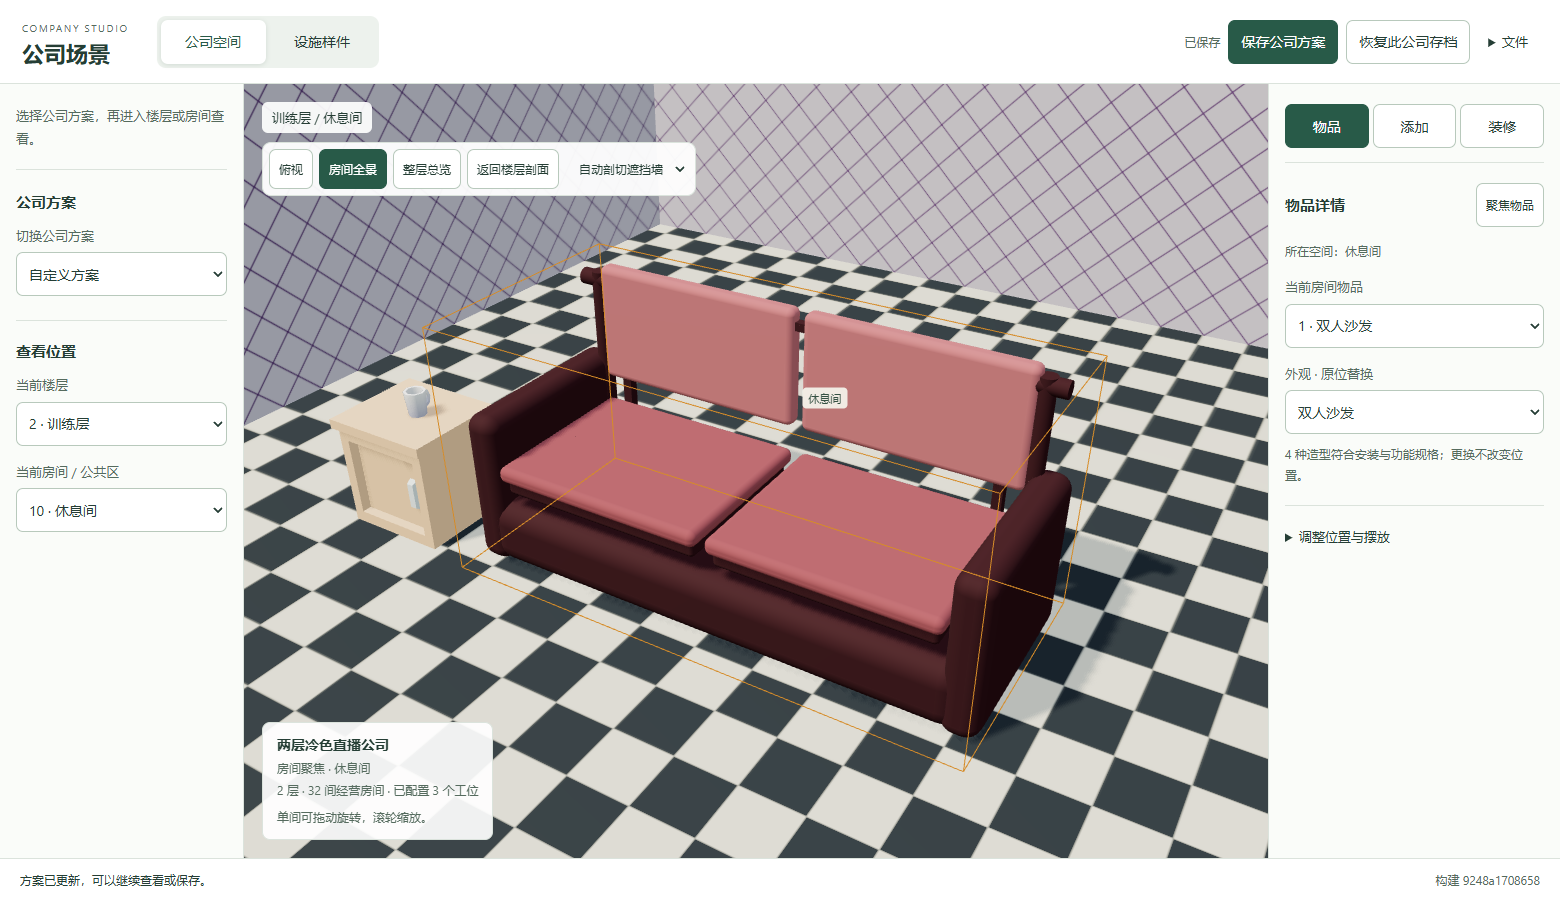 COMPANY STUDIO
公司场景
公司空间
设施样件
已保存
保存公司方案
恢复此公司存档
文件
选择公司方案，再进入楼层或房间查
看。
公司方案
切换公司方案
自定义方案
查看位置
当前楼层
2 · 训练层
当前房间 / 公共区
10 · 休息间
训练层 / 休息间
俯视
房间全景
整层总览
返回楼层剖面
自动剖切遮挡墙
休息间
两层冷色直播公司
房间聚焦 · 休息间
2 层 · 32 间经营房间 · 已配置 3 个工位
单间可拖动旋转，滚轮缩放。
物品
添加
装修
物品详情
聚焦物品
所在空间：休息间
当前房间物品
1 · 双人沙发
外观 · 原位替换
双人沙发
4 种造型符合安装与功能规格；更换不改变位
置。
调整位置与摆放
方案已更新，可以继续查看或保存。
构建 9248a1708658